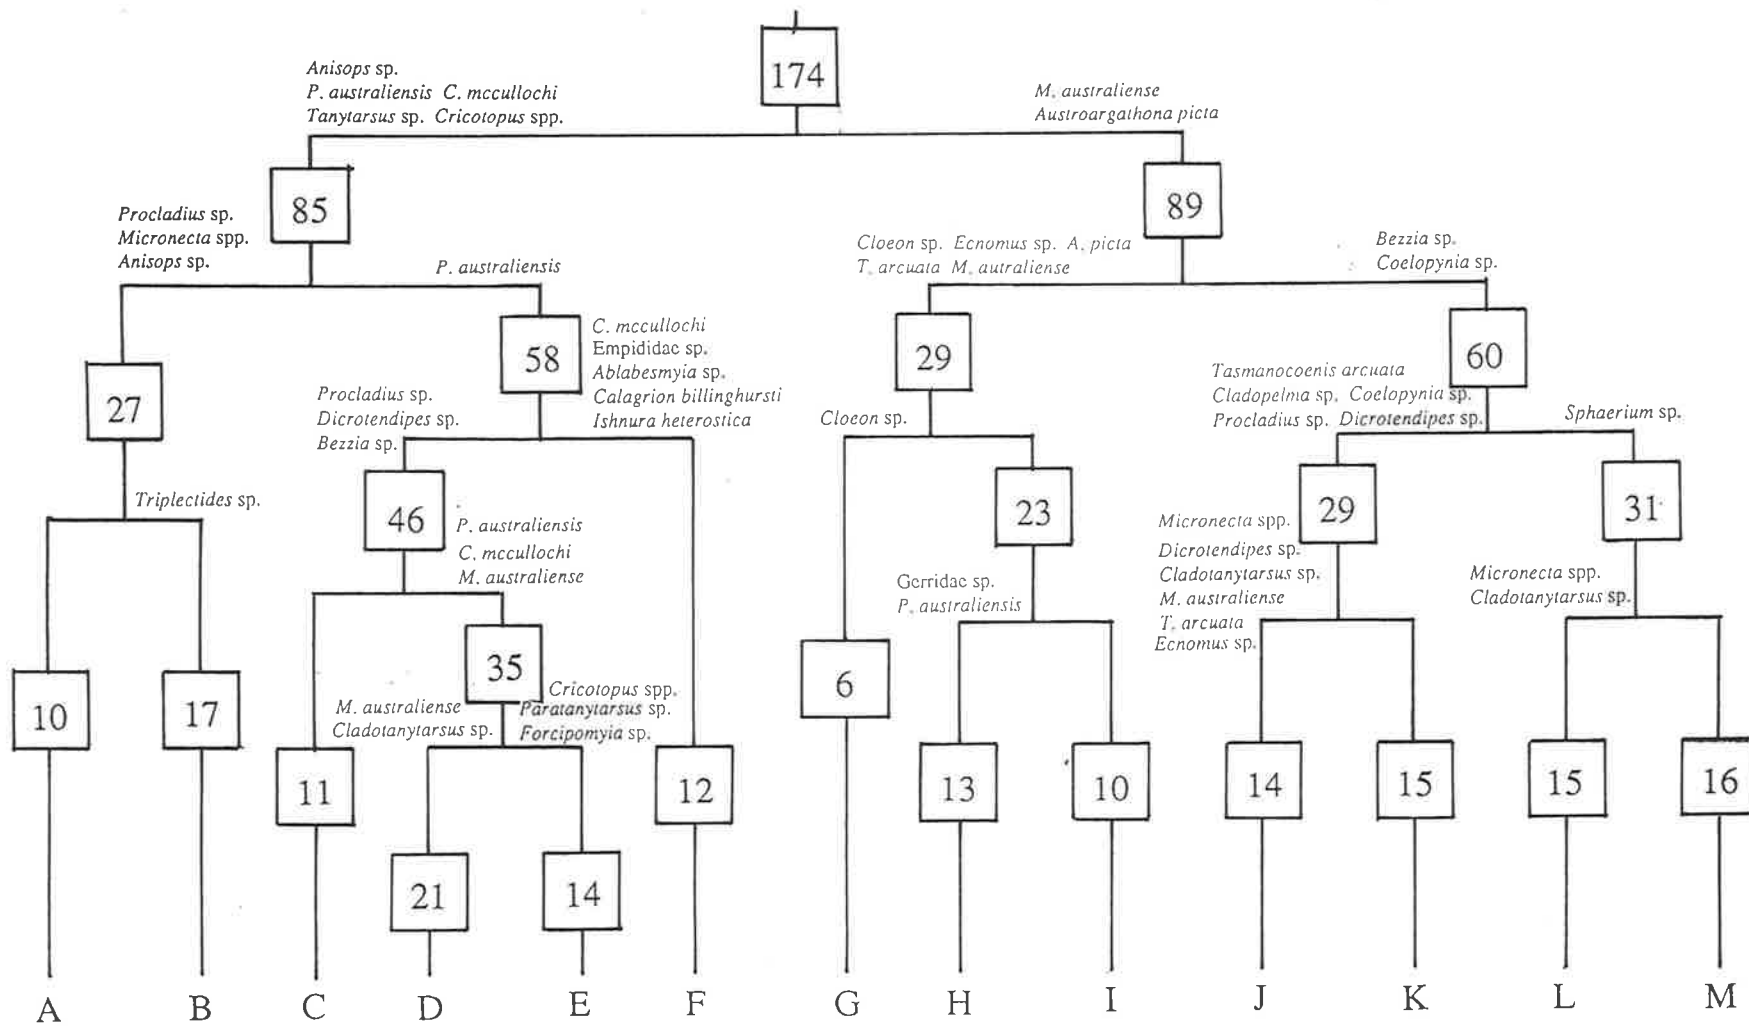 174
Anisops sp.
P. australiensis C. mccullochi
Tanytarsus sp. Cricotopus spp.
M. australiense
Austroargathona picta
85
89
Procladius sp.
Micronecta spp.
Anisops sp.
P. australiensis
Cloeon sp. Ecnomus sp. A. picta
T. arcuata M. autraliense
Bezzia sp.
Coelopynia sp.
27
58
29
60
C. mccullochi
Empididae sp.
Ablabesmyia sp.
Calagrion billinghursti
Ishnura heterostica
Procladius sp.
Dicrotendipes sp.
Bezzia sp.
Cloeon sp.
Tasmanocoenis arcuata
Cladopelma sp. Coelopynia sp.
Procladius sp. Dicrotendipes sp.
Sphaerium sp.
Triplectides sp.
46
23
29
31
P. australiensis
C. mccullochi
M. australiense
Gerridae sp.
P. australiensis
Micronecta spp.
Dicrotendipes sp.
Cladotanytarsus sp.
M. australiense
T. arcuata
Ecnomus sp.
Micronecta spp.
Cladotanytarsus sp.
10
17
35
6
M. australiense
Cladotanytarsus sp.
Cricotopus spp.
Paratanytarsus sp.
Forcipomyia sp.
11
12
13
10
14
15
15
16
21
14
A B C D E F G H I J K L M